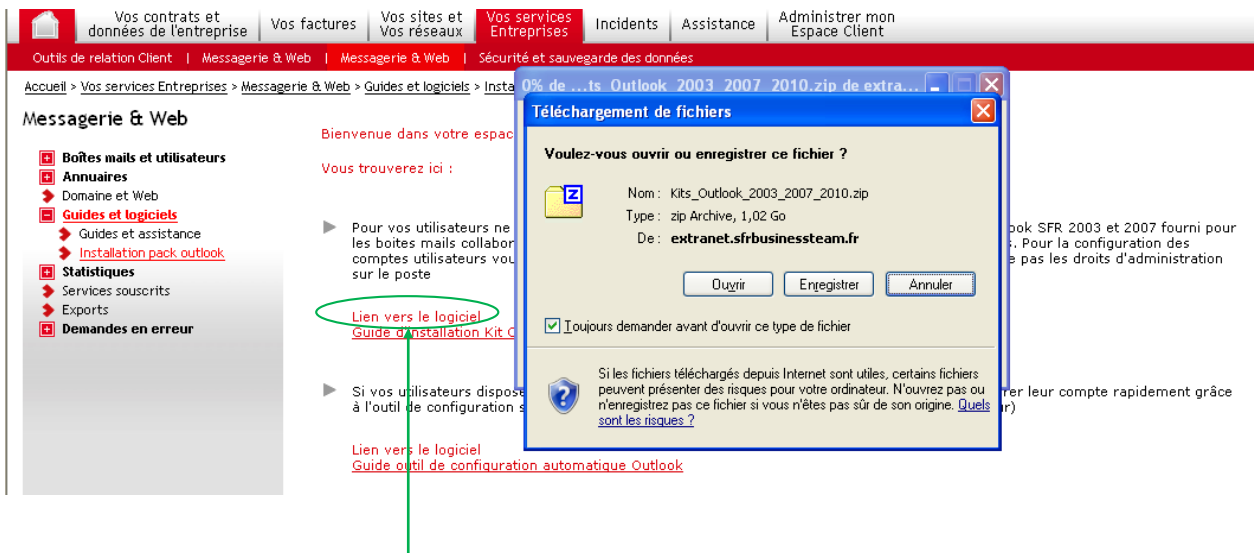 Vos contrats et
données de l'entreprise
Vos factures
Vos sites et
Vos réseaux
Vos services
Entreprises
Incidents
Assistance
Administrer mon
Espace Client
Outils de relation Client | Messagerie & Web | Messagerie & Web | Sécurité et sauvegarde des données
Accueil > Vos services Entreprises > Messagerie & Web > Guides et logiciels > Insta
Messagerie & Web
Boîtes mails et utilisateurs
Annuaires
Domaine et Web
Guides et logiciels
Guides et assistance
Installation pack outlook
Statistiques
Services souscrits
Exports
Demandes en erreur
Bienvenue dans votre espac
Vous trouverez ici :
Pour vos utilisateurs ne ook SFR 2003 et 2007 fourni pour
les boites mails collabor . Pour la configuration des
comptes utilisateurs vou e pas les droits d'administration
sur le poste
Lien vers le logiciel
Guide d'installation Kit
Si vos utilisateurs dispose rer leur compte rapidement grâce
à l'outil de configuration s r)
Lien vers le logiciel
Guide outil de configuration automatique Outlook
0% de ...ts_Outlook_2003_2007_2010.zip de extra...
Téléchargement de fichiers
Voulez-vous ouvrir ou enregistrer ce fichier ?
Nom : Kits_Outlook_2003_2007_2010.zip
Type : zip Archive, 1,02 Go
De : extranet.sfrbusinessteam.fr
Ouvrir
Enregistrer
Annuler
Toujours demander avant d'ouvrir ce type de fichier
Si les fichiers téléchargés depuis Internet sont utiles, certains fichiers
peuvent présenter des risques pour votre ordinateur. N'ouvrez pas ou
n'enregistrez pas ce fichier si vous n'êtes pas sûr de son origine. Quels
sont les risques ?